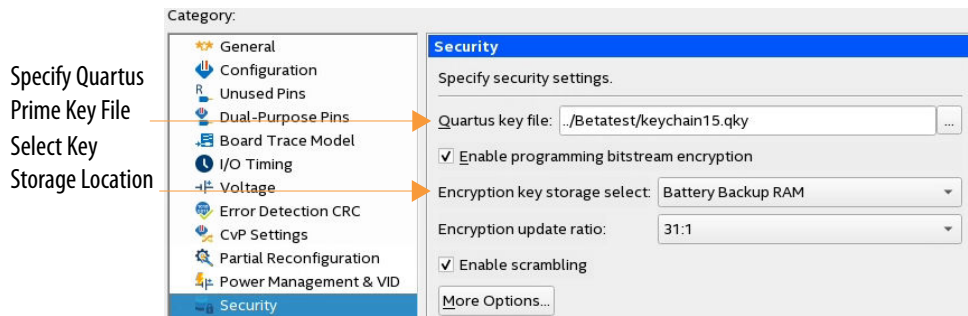 Category:
Specify Quartus
Prime Key File
Select Key
Storage Location
General
Configuration
R Unused Pins
Dual-Purpose Pins
Board Trace Model
I/O Timing
Voltage
Error Detection CRC
CvP Settings
Partial Reconfiguration
Power Management & VID
Security
Security
Specify security settings.
Quartus key file: ../Betatest/keychain15.qky ...
Enable programming bitstream encryption
Encryption key storage select: Battery Backup RAM
Encryption update ratio: 31:1
Enable scrambling
More Options...